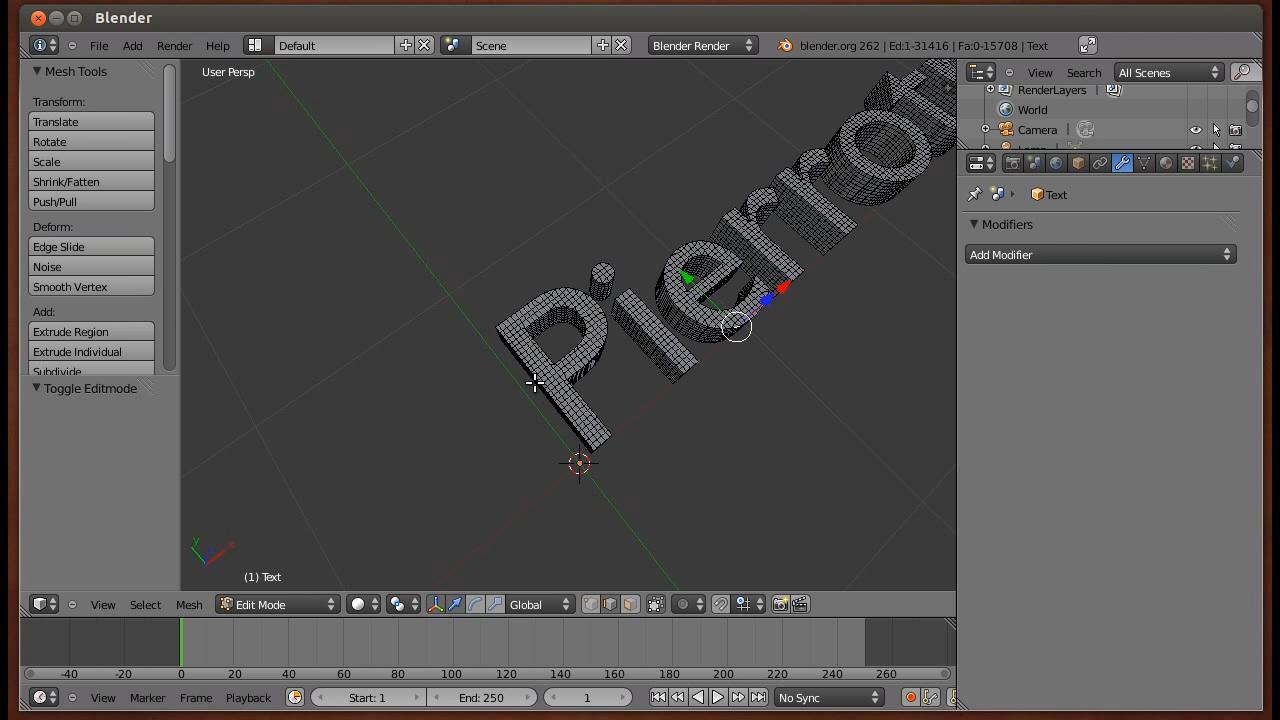 Blender
File Add Render Help Default Scene Blender Render blender.org 262 | Ed:1-31416 | Fa:0-15708 | Text
Mesh Tools
Transform:
Translate
Rotate
Scale
Shrink/Fatten
Push/Pull
Deform:
Edge Slide
Noise
Smooth Vertex
Add:
Extrude Region
Extrude Individual
Subdivide
Toggle Editmode
User Persp
Pierrio
y x
(1) Text
View Search All Scenes
RenderLayers
World
Camera
Text
Modifiers
Add Modifier
View Select Mesh Edit Mode Global
-40 -20 0 20 40 60 80 100 120 140 160 180 200 220 240 260
View Marker Frame Playback Start: 1 End: 250 1 No Sync